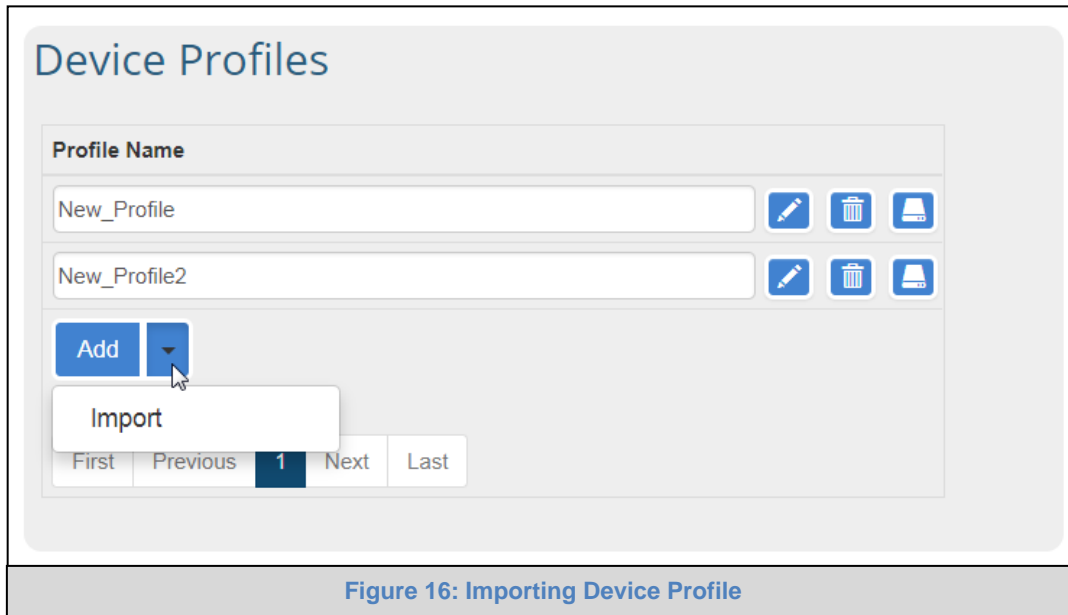 Device Profiles
Profile Name
New_Profile
New_Profile2
Add
Import
First Previous 1 Next Last
Figure 16: Importing Device Profile